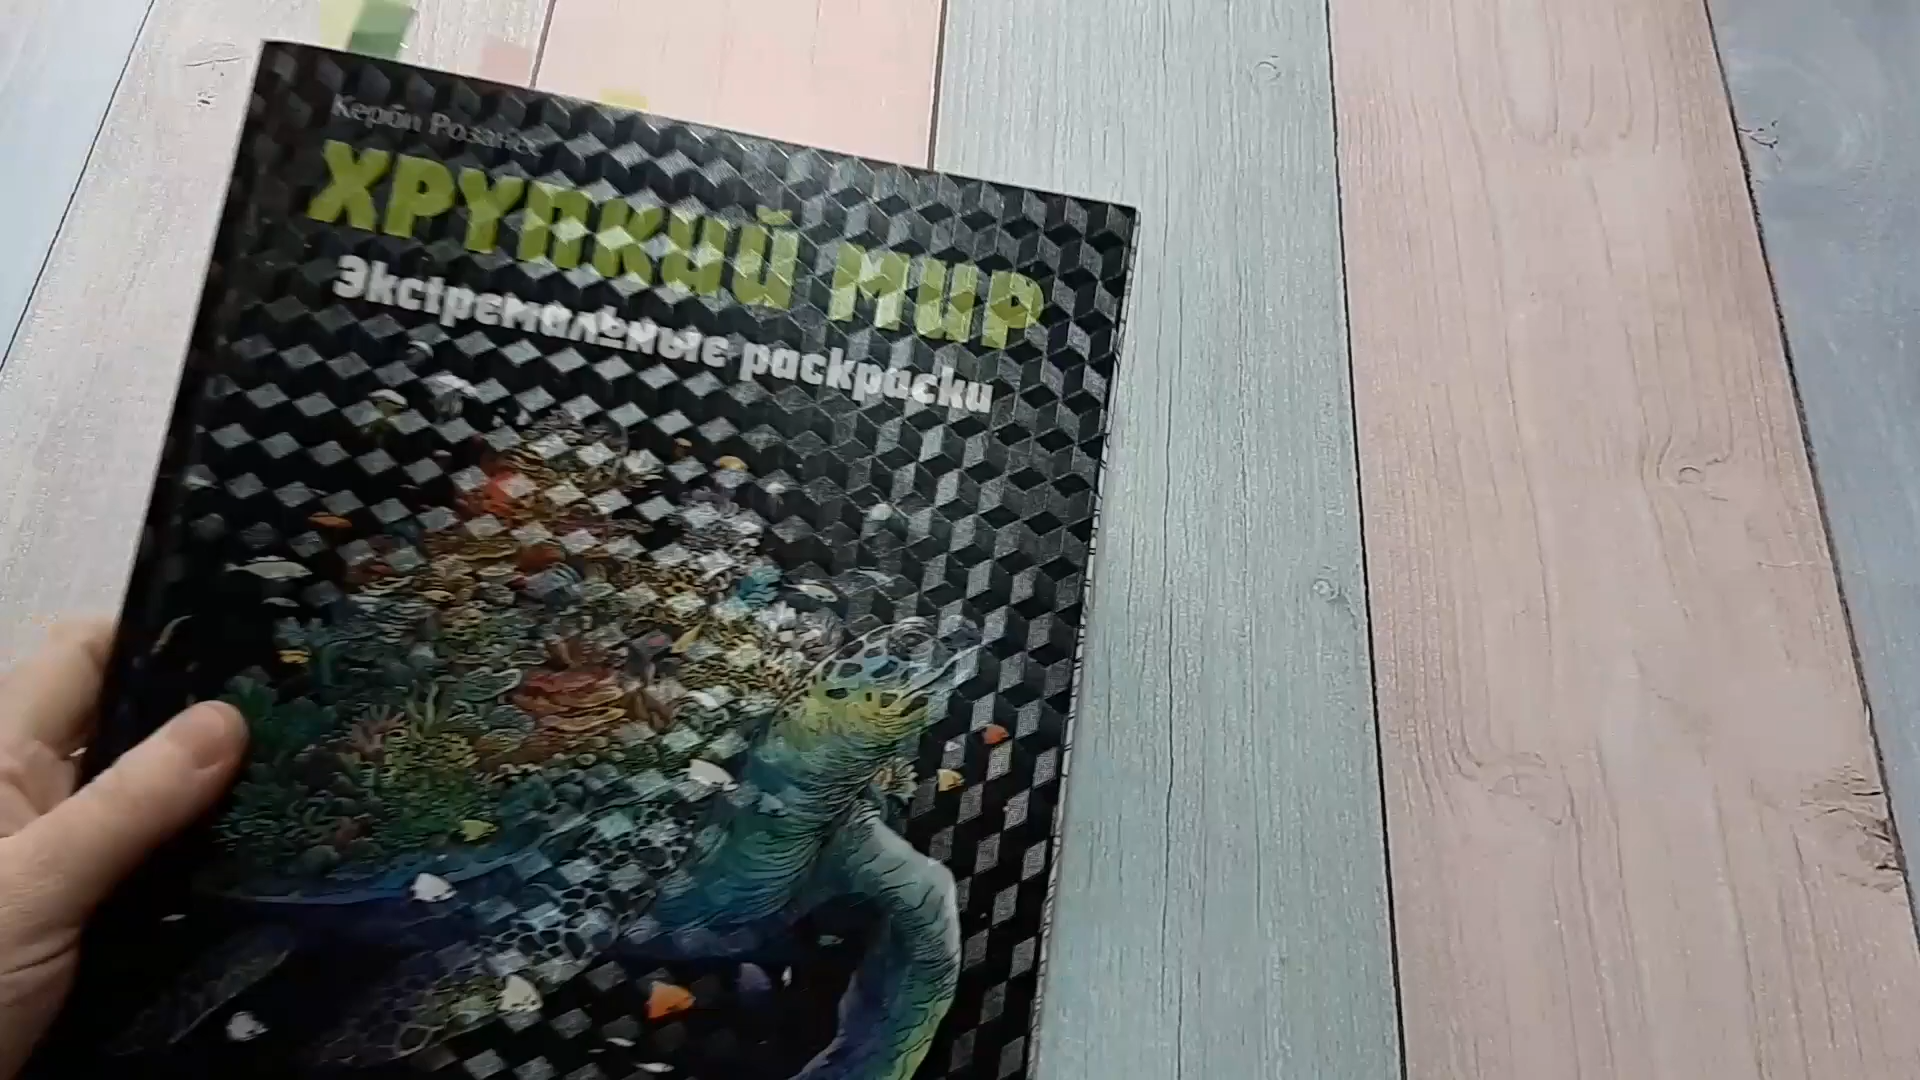 Керби Розанес
ХРУПКИЙ МИР
Экстремальные раскраски